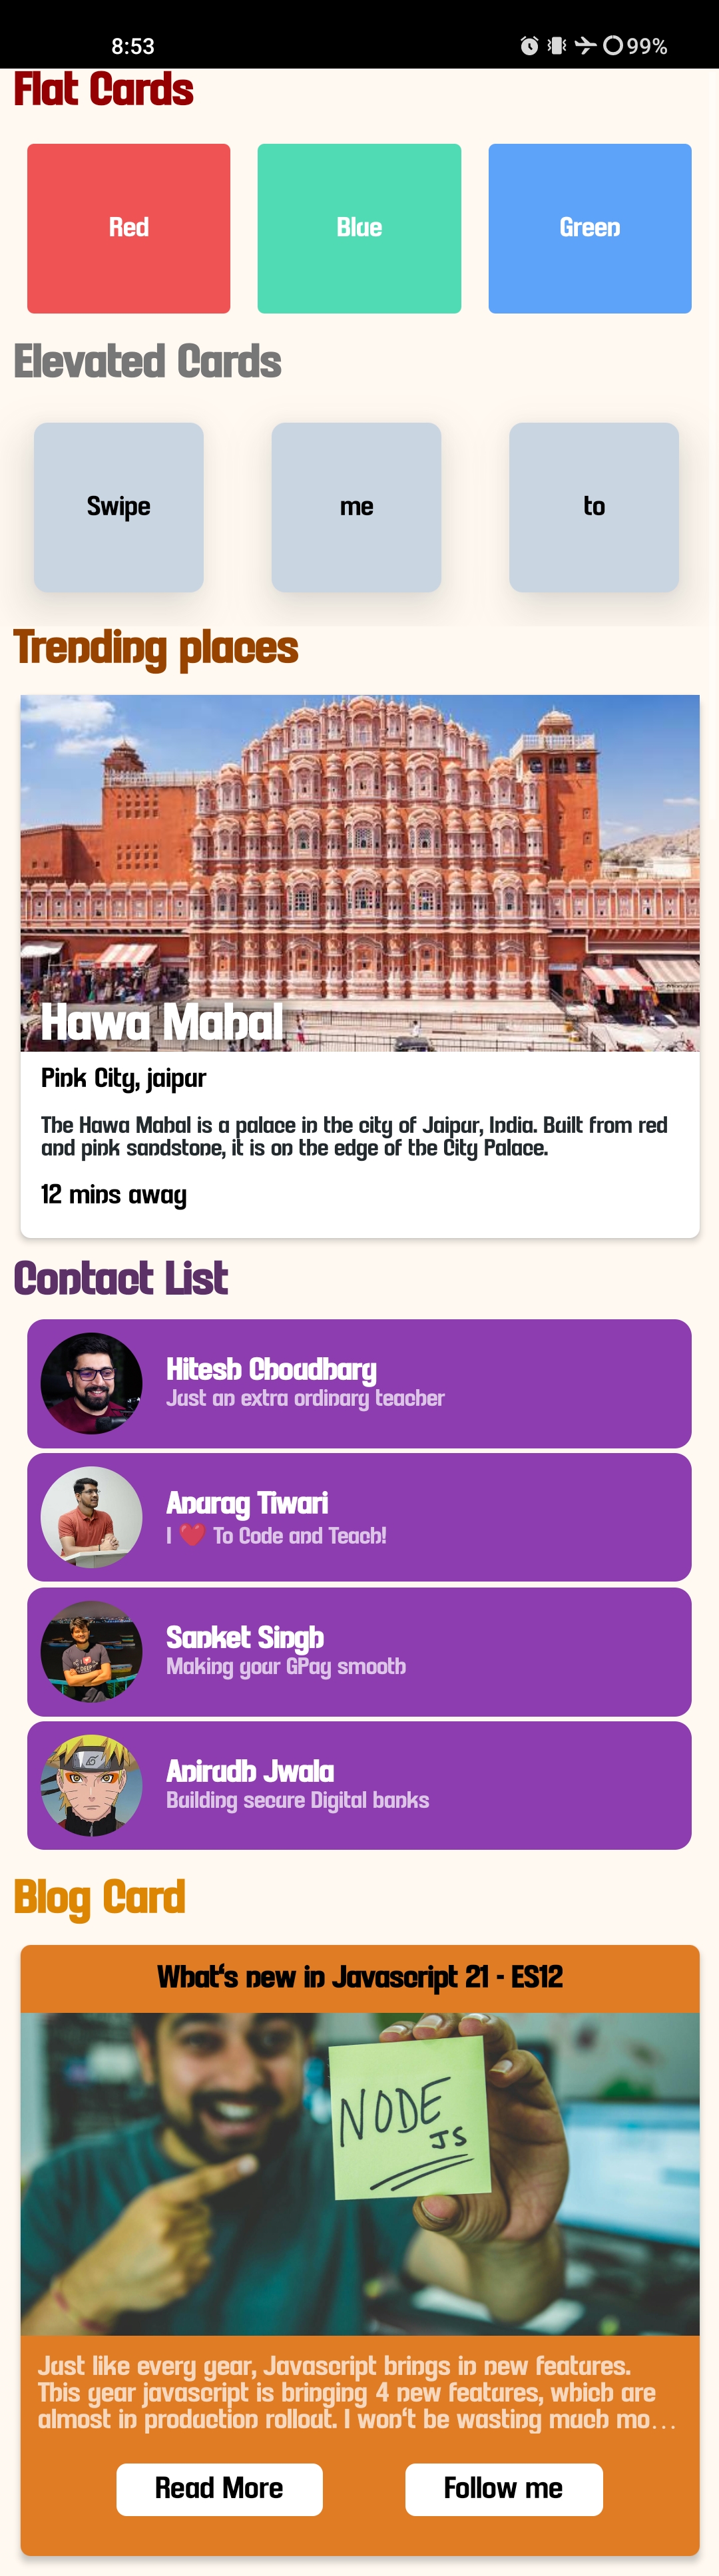 8:53
99%
Flat Cards
Red
Blue
Green
Elevated Cards
Swipe
me
to
Trending places
Hawa Mahal
Pink City, jaipur
The Hawa Mahal is a palace in the city of Jaipur, India. Built from red
and pink sandstone, it is on the edge of the City Palace.
12 mins away
Contact List
Hitesh Choudhary
Just an extra ordinary teacher
Anurag Tiwari
I ❤️ To Code and Teach!
Sanket Singh
Making your GPay smooth
Anirudh Jwala
Building secure Digital banks
Blog Card
What's new in Javascript 21 - ES12
NODE
JS
Just like every year, Javascript brings in new features.
This year javascript is bringing 4 new features, which are
almost in production rollout. I won't be wasting much mo…
Read More
Follow me